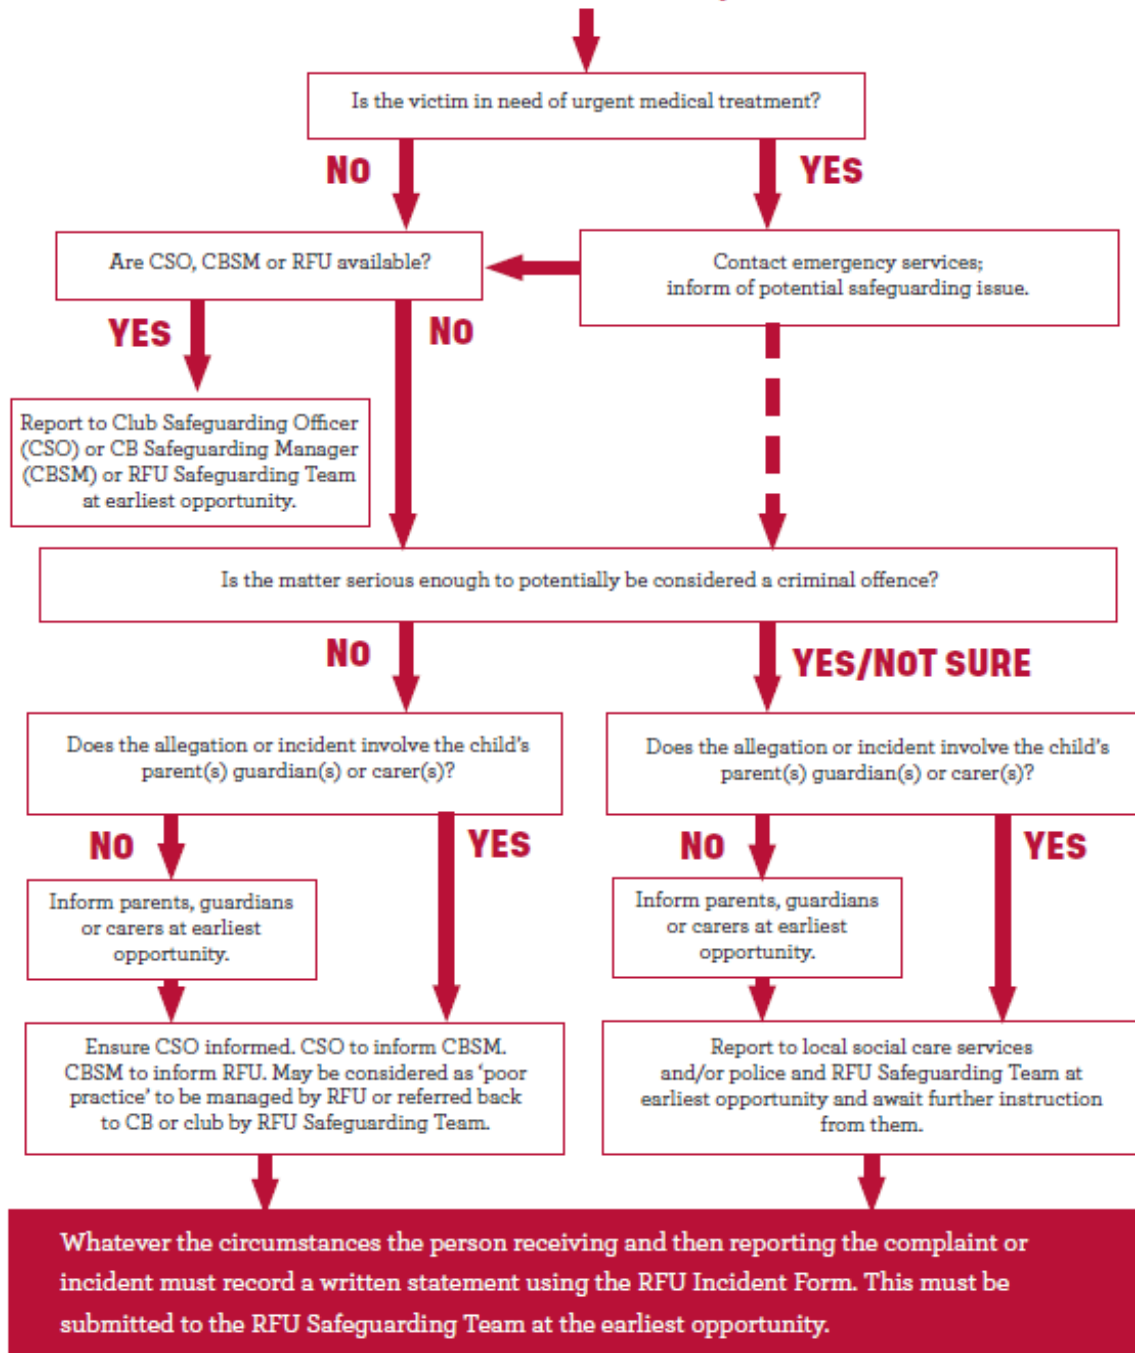 Is the victim in need of urgent medical treatment?
NO
YES
Are CSO, CBSM or RFU available?
Contact emergency services;
inform of potential safeguarding issue.
YES
NO
Report to Club Safeguarding Officer
(CSO) or CB Safeguarding Manager
(CBSM) or RFU Safeguarding Team
at earliest opportunity.
Is the matter serious enough to potentially be considered a criminal offence?
NO
YES/NOT SURE
Does the allegation or incident involve the child's
parent(s) guardian(s) or carer(s)?
Does the allegation or incident involve the child's
parent(s) guardian(s) or carer(s)?
NO
YES
NO
YES
Inform parents, guardians
or carers at earliest
opportunity.
Inform parents, guardians
or carers at earliest
opportunity.
Ensure CSO informed. CSO to inform CBSM.
CBSM to inform RFU. May be considered as 'poor
practice' to be managed by RFU or referred back
to CB or club by RFU Safeguarding Team.
Report to local social care services
and/or police and RFU Safeguarding Team at
earliest opportunity and await further instruction
from them.
Whatever the circumstances the person receiving and then reporting the complaint or
incident must record a written statement using the RFU Incident Form. This must be
submitted to the RFU Safeguarding Team at the earliest opportunity.